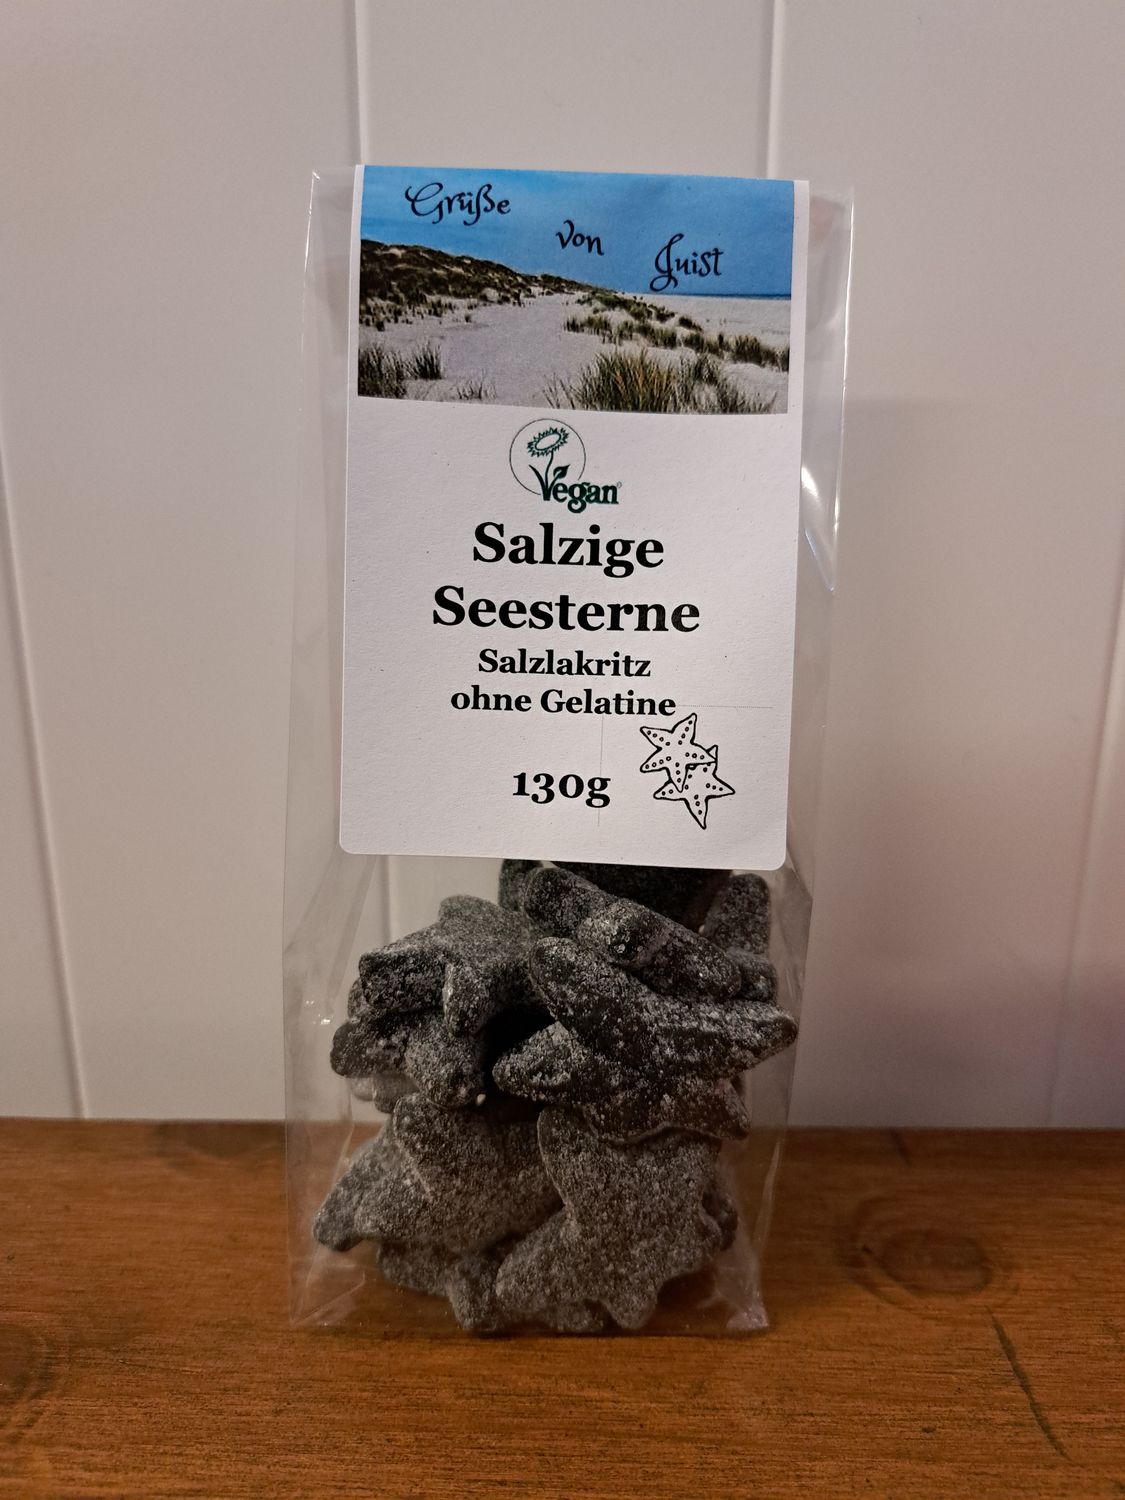 Grüße
von
Juist
Vegan
Salzige
Seesterne
Salzlakritz
ohne Gelatine
130g